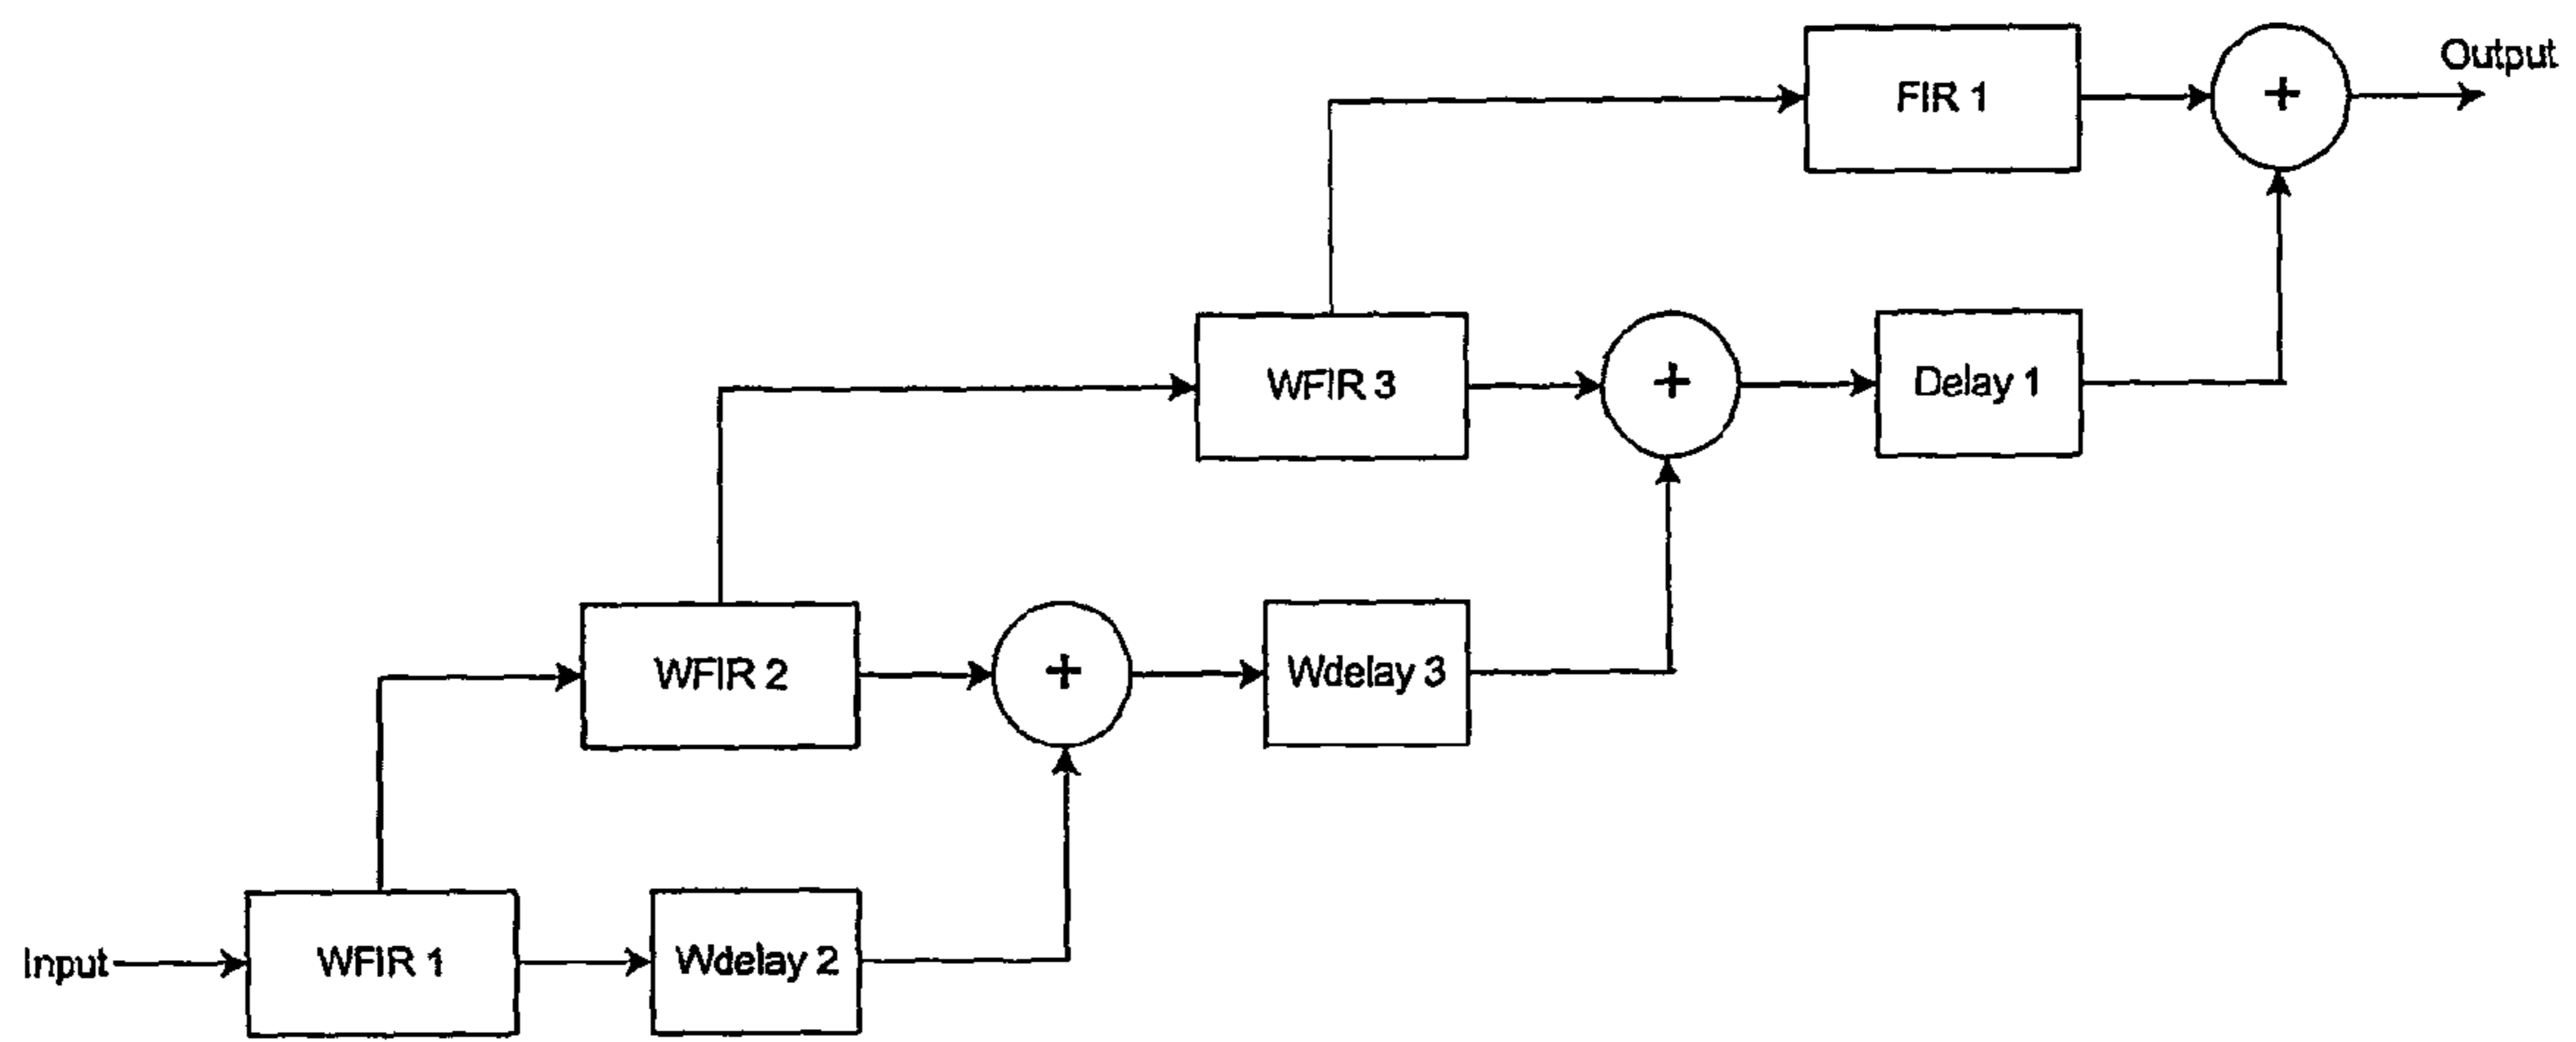 Output
FIR 1
+
WFIR 3
+
Delay 1
WFIR 2
+
Wdelay 3
Input
WFIR 1
Wdelay 2